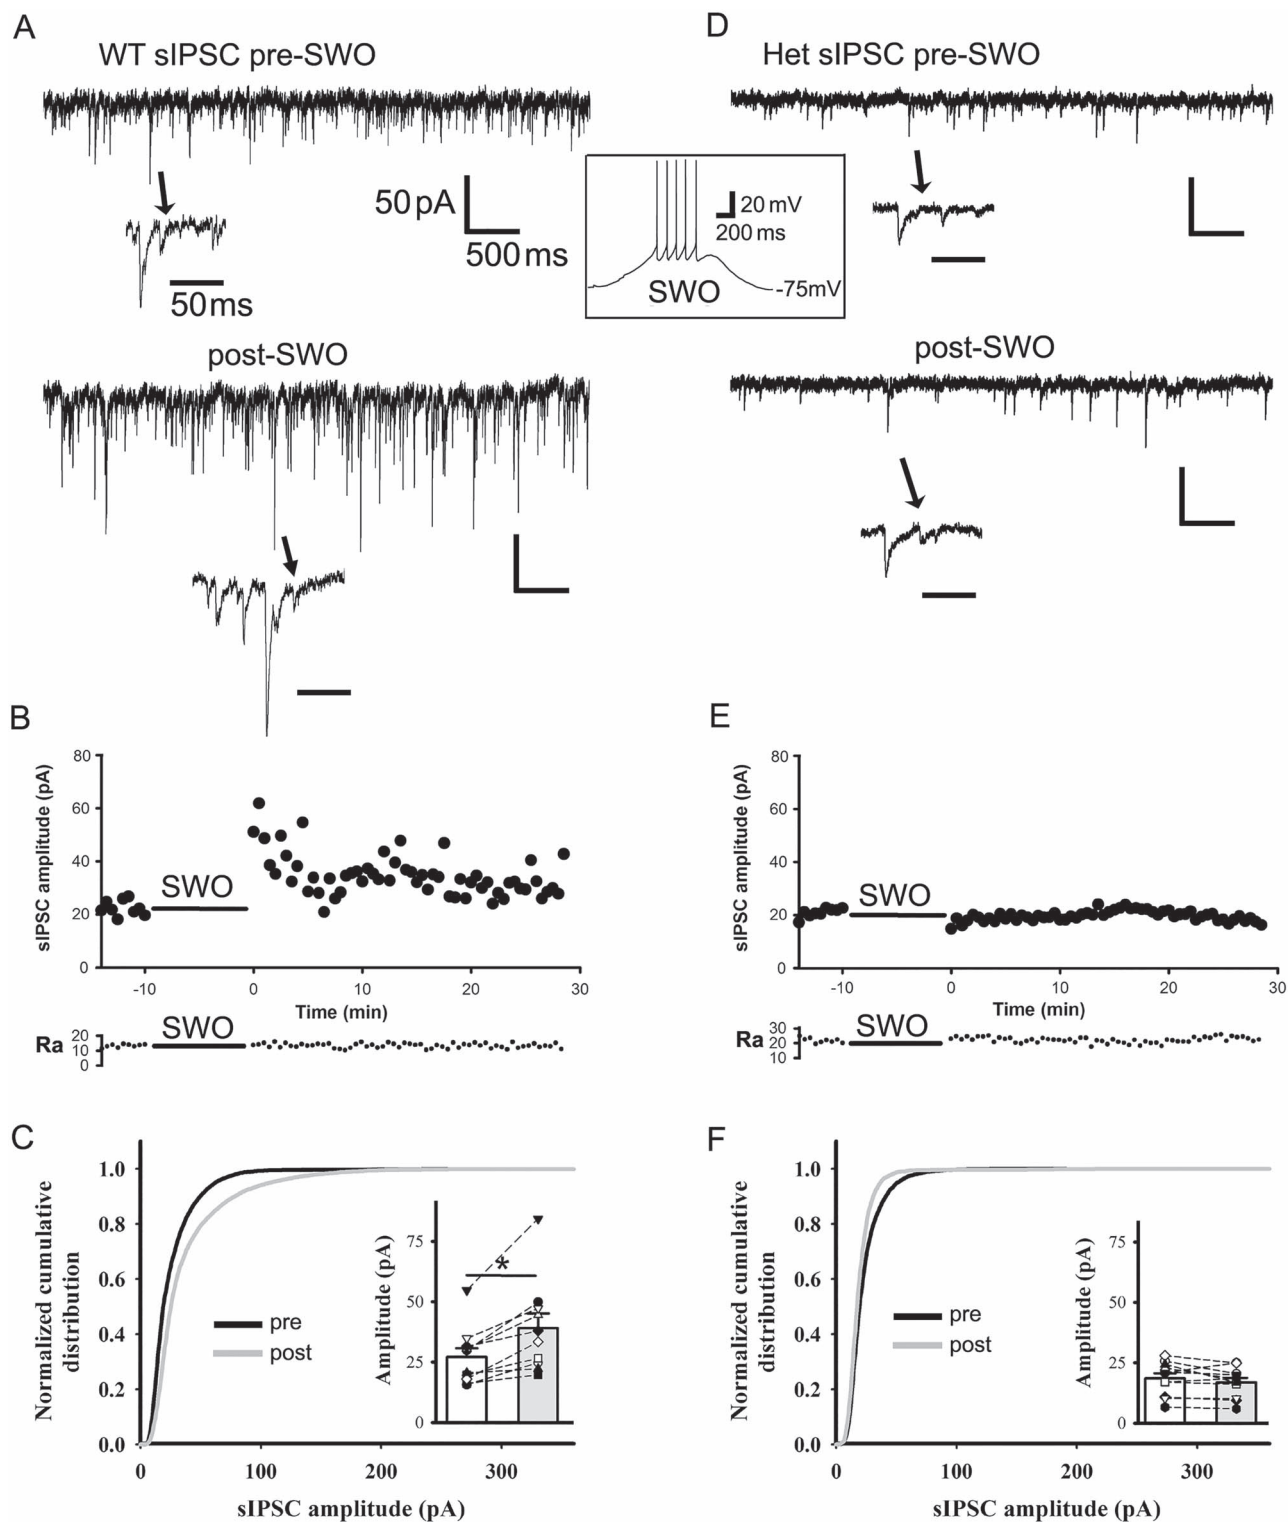 A
WT sIPSC pre-SWO
50 pA
500 ms
50 ms
post-SWO
20 mV
200 ms
SWO
-75mV
D
Het sIPSC pre-SWO
post-SWO
B
sIPSC amplitude (pA)
80
60
40
20
0
SWO
-10
0
10
20
30
Time (min)
SWO
Ra
20
10
0
E
sIPSC amplitude (pA)
80
60
40
20
0
SWO
-10
0
10
20
30
Time (min)
SWO
Ra
30
20
10
C
Normalized cumulative
distribution
1.0
0.8
0.6
0.4
0.2
0.0
pre
post
Amplitude (pA)
75
50
25
0
*
0
100
200
300
sIPSC amplitude (pA)
F
Normalized cumulative
distribution
1.0
0.8
0.6
0.4
0.2
0.0
pre
post
Amplitude (pA)
75
50
25
0
0
100
200
300
sIPSC amplitude (pA)